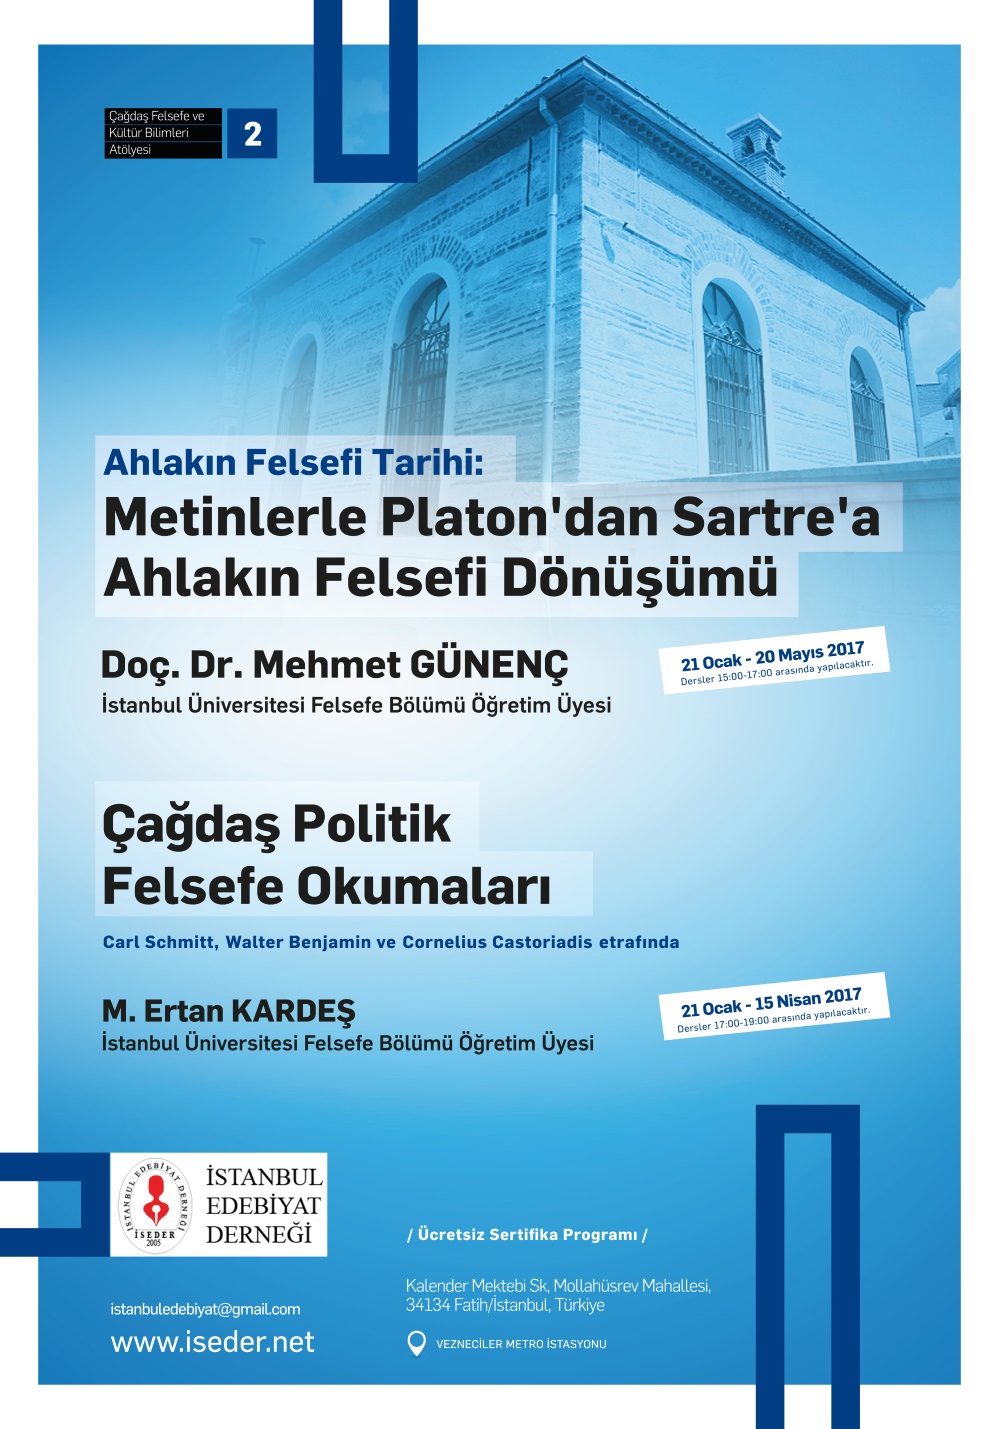 Çağdaş Felsefe ve
Kültür Bilimleri
Atölyesi
2
Ahlakın Felsefi Tarihi:
Metinlerle Platon'dan Sartre'a
Ahlakın Felsefi Dönüşümü
Doç. Dr. Mehmet GÜNENÇ
İstanbul Üniversitesi Felsefe Bölümü Öğretim Üyesi
21 Ocak - 20 Mayıs 2017
Dersler 15:00-17:00 arasında yapılacaktır.
Çağdaş Politik
Felsefe Okumaları
Carl Schmitt, Walter Benjamin ve Cornelius Castoriadis etrafında
M. Ertan KARDEŞ
İstanbul Üniversitesi Felsefe Bölümü Öğretim Üyesi
21 Ocak - 15 Nisan 2017
Dersler 17:00-19:00 arasında yapılacaktır.
İSTANBUL EDEBİYAT DERNEĞİ
İSEDER
2005
İSTANBUL
EDEBİYAT
DERNEĞİ
/ Ücretsiz Sertifika Programı /
Kalender Mektebi Sk, Mollahüsrev Mahallesi,
34134 Fatih/İstanbul, Türkiye
VEZNECİLER METRO İSTASYONU
istanbuledebiyat@gmail.com
www.iseder.net